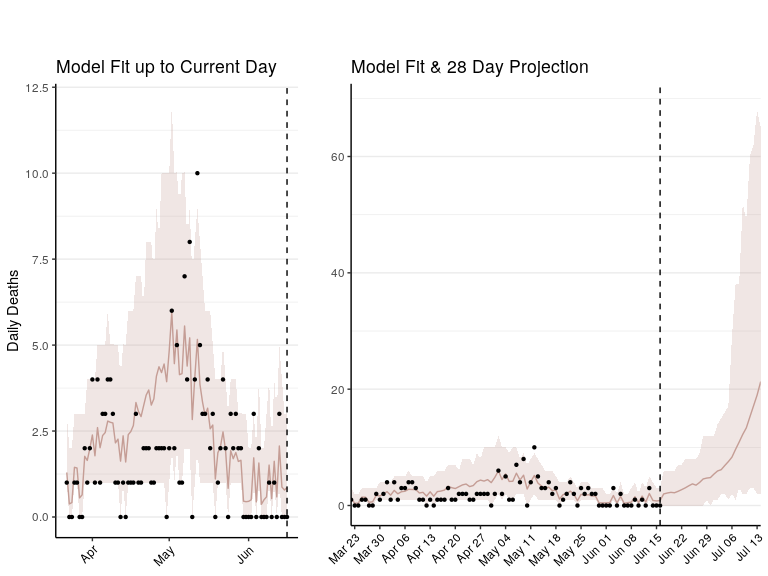 Model Fit up to Current Day
Model Fit & 28 Day Projection
Daily Deaths
12.5
10.0
7.5
5.0
2.5
0.0
Apr
May
Jun
60
40
20
0
Mar 23
Mar 30
Apr 06
Apr 13
Apr 20
Apr 27
May 04
May 11
May 18
May 25
Jun 01
Jun 08
Jun 15
Jun 22
Jun 29
Jul 06
Jul 13